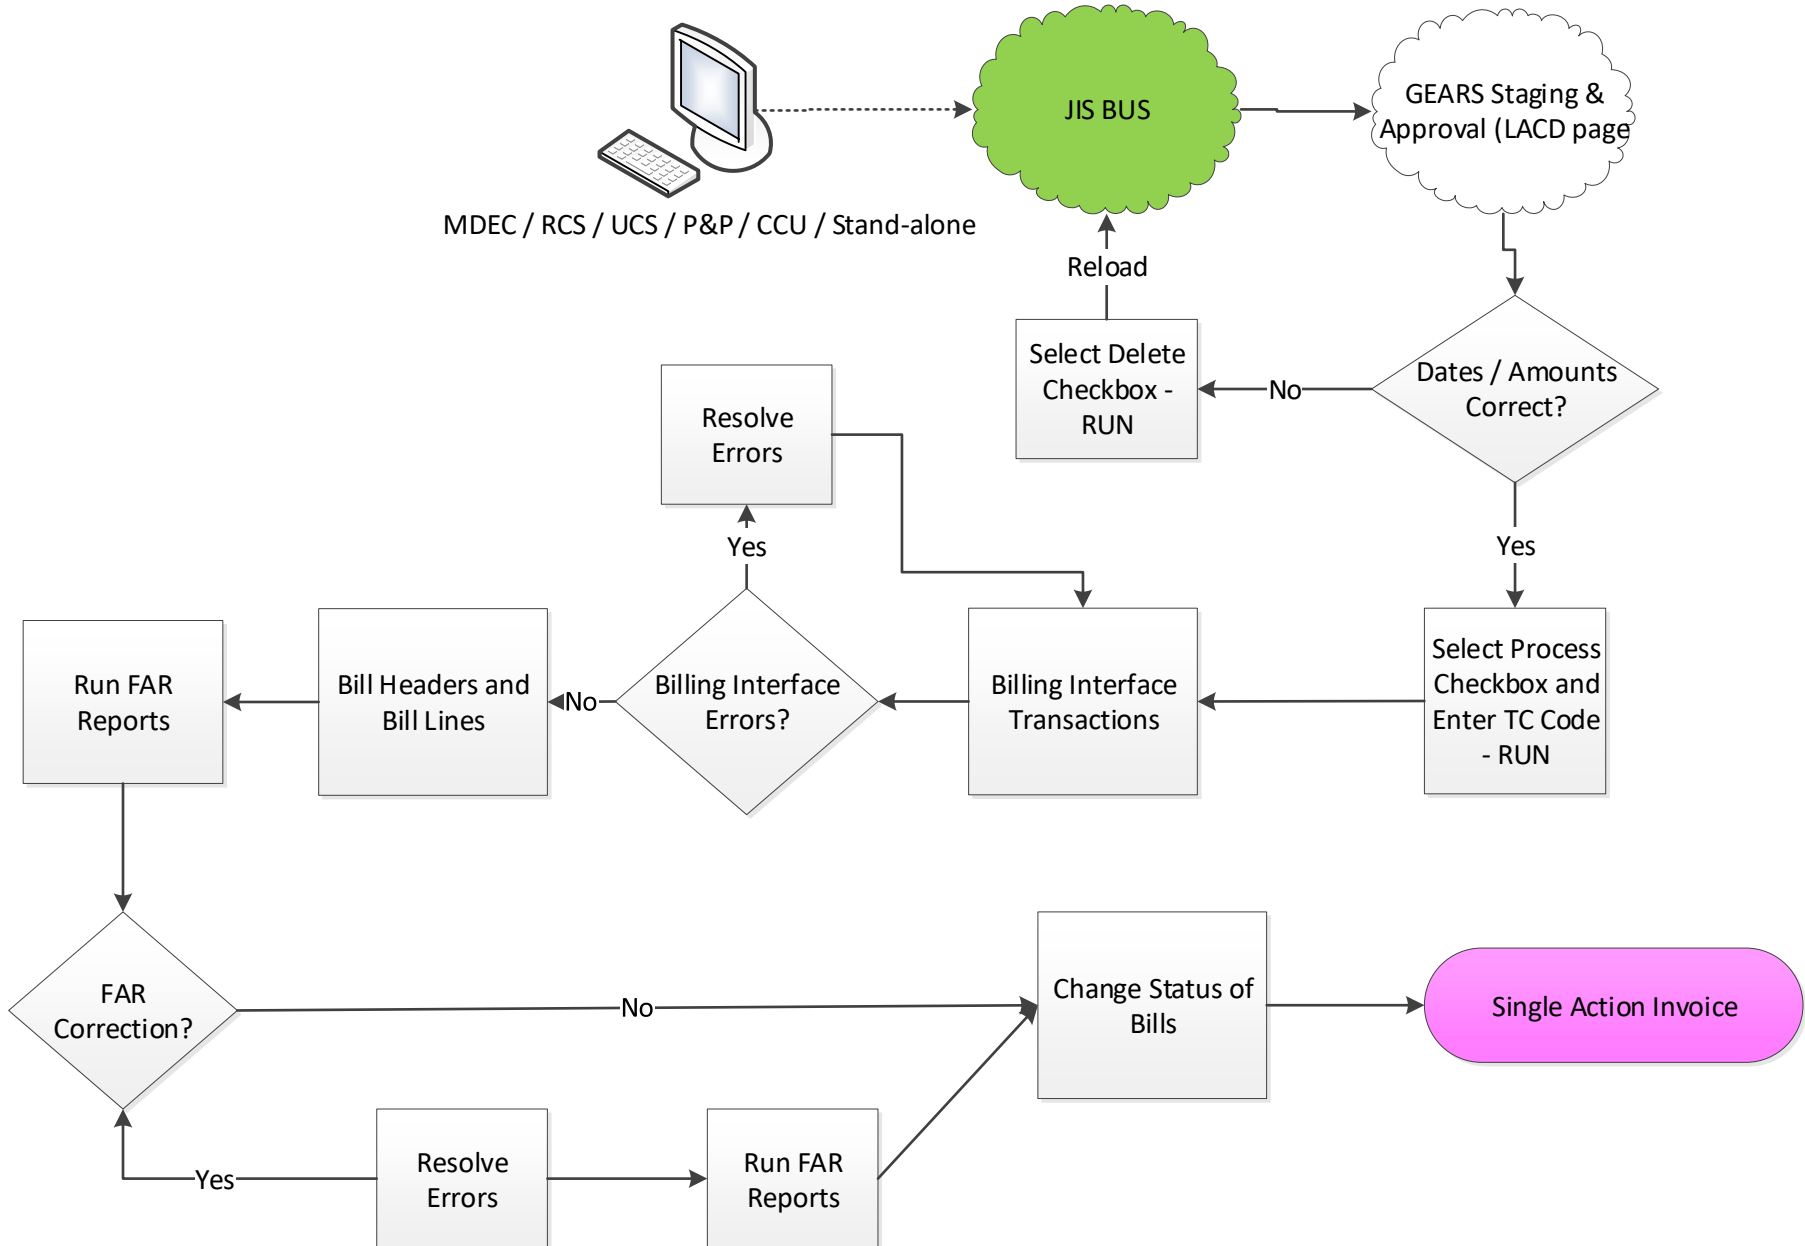 JIS BUS
GEARS Staging &
Approval (LACD page
MDEC / RCS / UCS / P&P / CCU / Stand-alone
Reload
Select Delete
Checkbox -
RUN
No
Dates / Amounts
Correct?
Resolve
Errors
Yes
Yes
Run FAR
Reports
Bill Headers and
Bill Lines
No
Billing Interface
Errors?
Billing Interface
Transactions
Select Process
Checkbox and
Enter TC Code
- RUN
FAR
Correction?
No
Change Status of
Bills
Single Action Invoice
Yes
Resolve
Errors
Run FAR
Reports